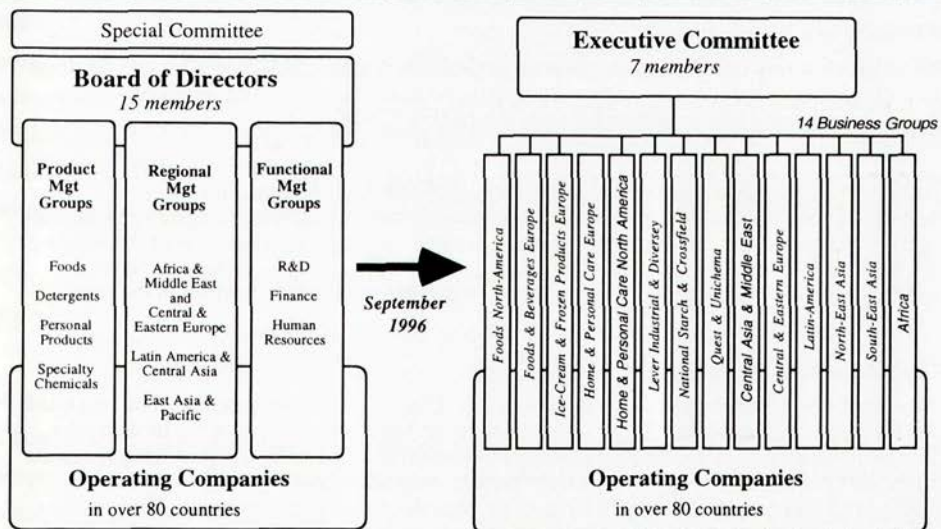 Special Committee
Board of Directors
15 members
Product
Mgt
Groups
Foods
Detergents
Personal
Products
Specialty
Chemicals
Regional
Mgt
Groups
Africa &
Middle East
and
Central &
Eastern Europe
Latin America &
Central Asia
East Asia &
Pacific
Functional
Mgt
Groups
R&D
Finance
Human
Resources
Operating Companies
in over 80 countries
September
1996
Executive Committee
7 members
14 Business Groups
Foods North-America
Foods & Beverages Europe
Ice-Cream & Frozen Products Europe
Home & Personal Care Europe
Home & Personal Care North America
Lever Industrial & Diversey
National Starch & Crossfield
Quest & Unichema
Central Asia & Middle East
Central & Eastern Europe
Latin-America
North-East Asia
South-East Asia
Africa
Operating Companies
in over 80 countries